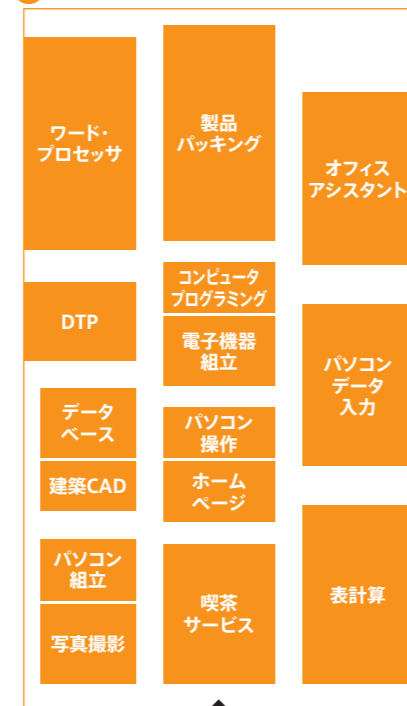 ワード・
プロセッサ
DTP
データ
ベース
建築CAD
パソコン
組立
写真撮影
製品
パッキング
コンピュータ
プログラミング
電子機器
組立
パソコン
操作
ホーム
ページ
喫茶
サービス
オフィス
アシスタント
パソコン
データ
入力
表計算